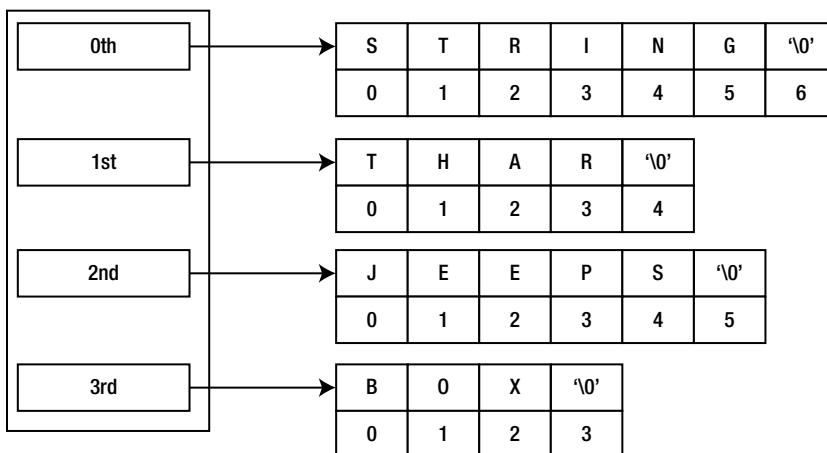 0th S T R I N G ‘\0’
0 1 2 3 4 5 6
1st T H A R ‘\0’
0 1 2 3 4
2nd J E E P S ‘\0’
0 1 2 3 4 5
3rd B O X ‘\0’
0 1 2 3